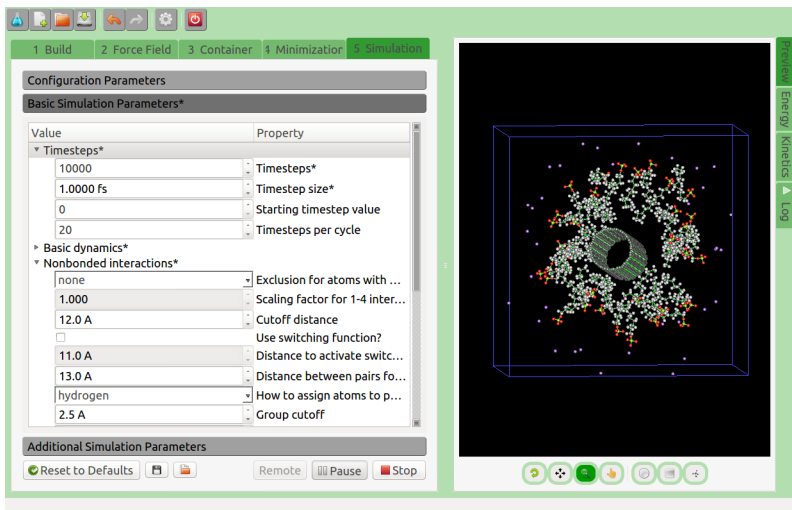 1 Build 2 Force Field 3 Container 4 Minimization 5 Simulation
Configuration Parameters
Basic Simulation Parameters*
Value Property
Timesteps*
10000 Timesteps*
1.0000 fs Timestep size*
0 Starting timestep value
20 Timesteps per cycle
Basic dynamics*
Nonbonded interactions*
none Exclusion for atoms with ...
1.000 Scaling factor for 1-4 inter...
12.0 A Cutoff distance
Use switching function?
11.0 A Distance to activate switc...
13.0 A Distance between pairs fo...
hydrogen How to assign atoms to p...
2.5 A Group cutoff
Additional Simulation Parameters
Reset to Defaults Remote Pause Stop
Preview
Energy
Kinetics
Log